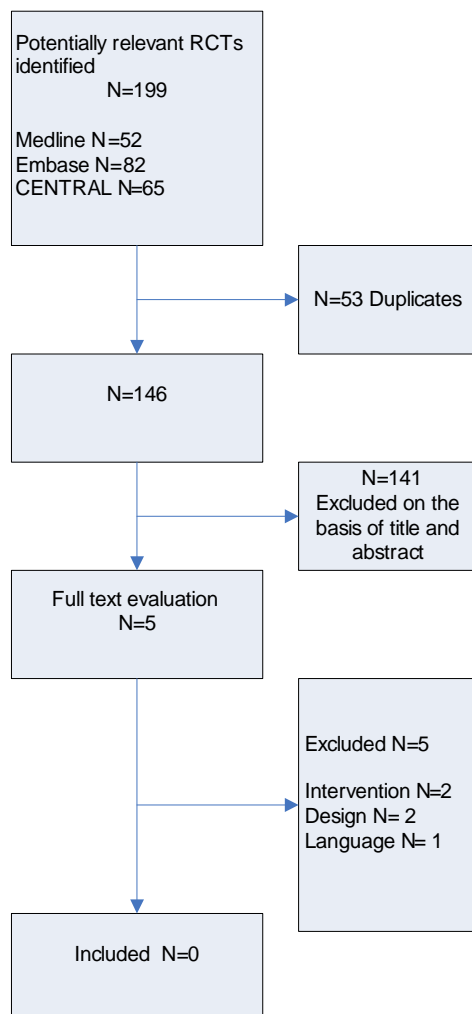 Potentially relevant RCTs
identified
N=199
Medline N=52
Embase N=82
CENTRAL N=65
N=53 Duplicates
N=146
N=141
Excluded on the
basis of title and
abstract
Full text evaluation
N=5
Excluded N=5
Intervention N=2
Design N= 2
Language N= 1
Included N=0